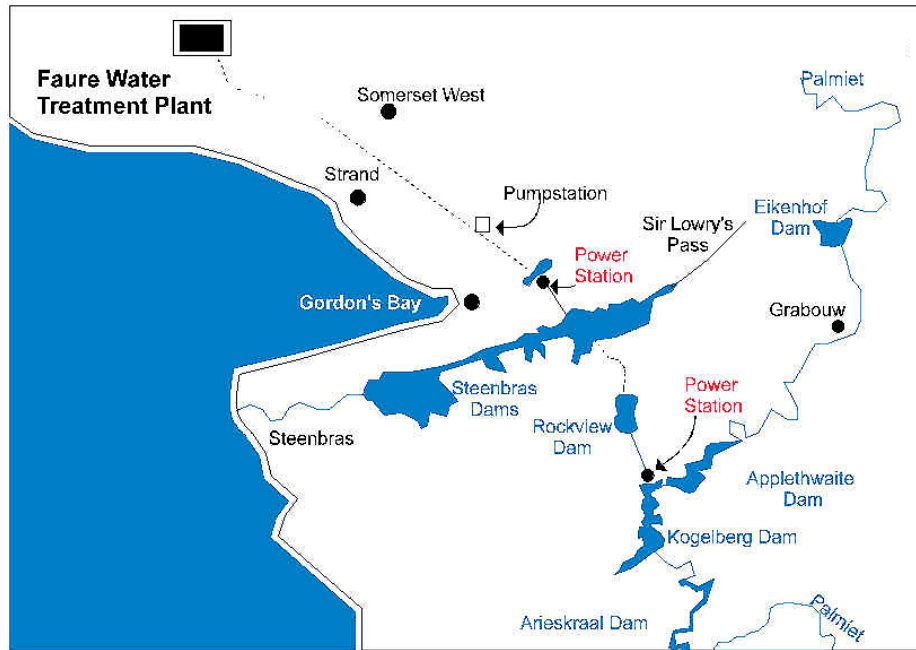 Faure Water
Treatment Plant
Somerset West
Palmiet
Strand
Pumpstation
Eikenhof
Dam
Sir Lowry's
Pass
Power
Station
Gordon's Bay
Grabouw
Steenbras
Dams
Power
Station
Rockview
Dam
Steenbras
Applethwaite
Dam
Kogelberg Dam
Arieskraal Dam
Palmiet